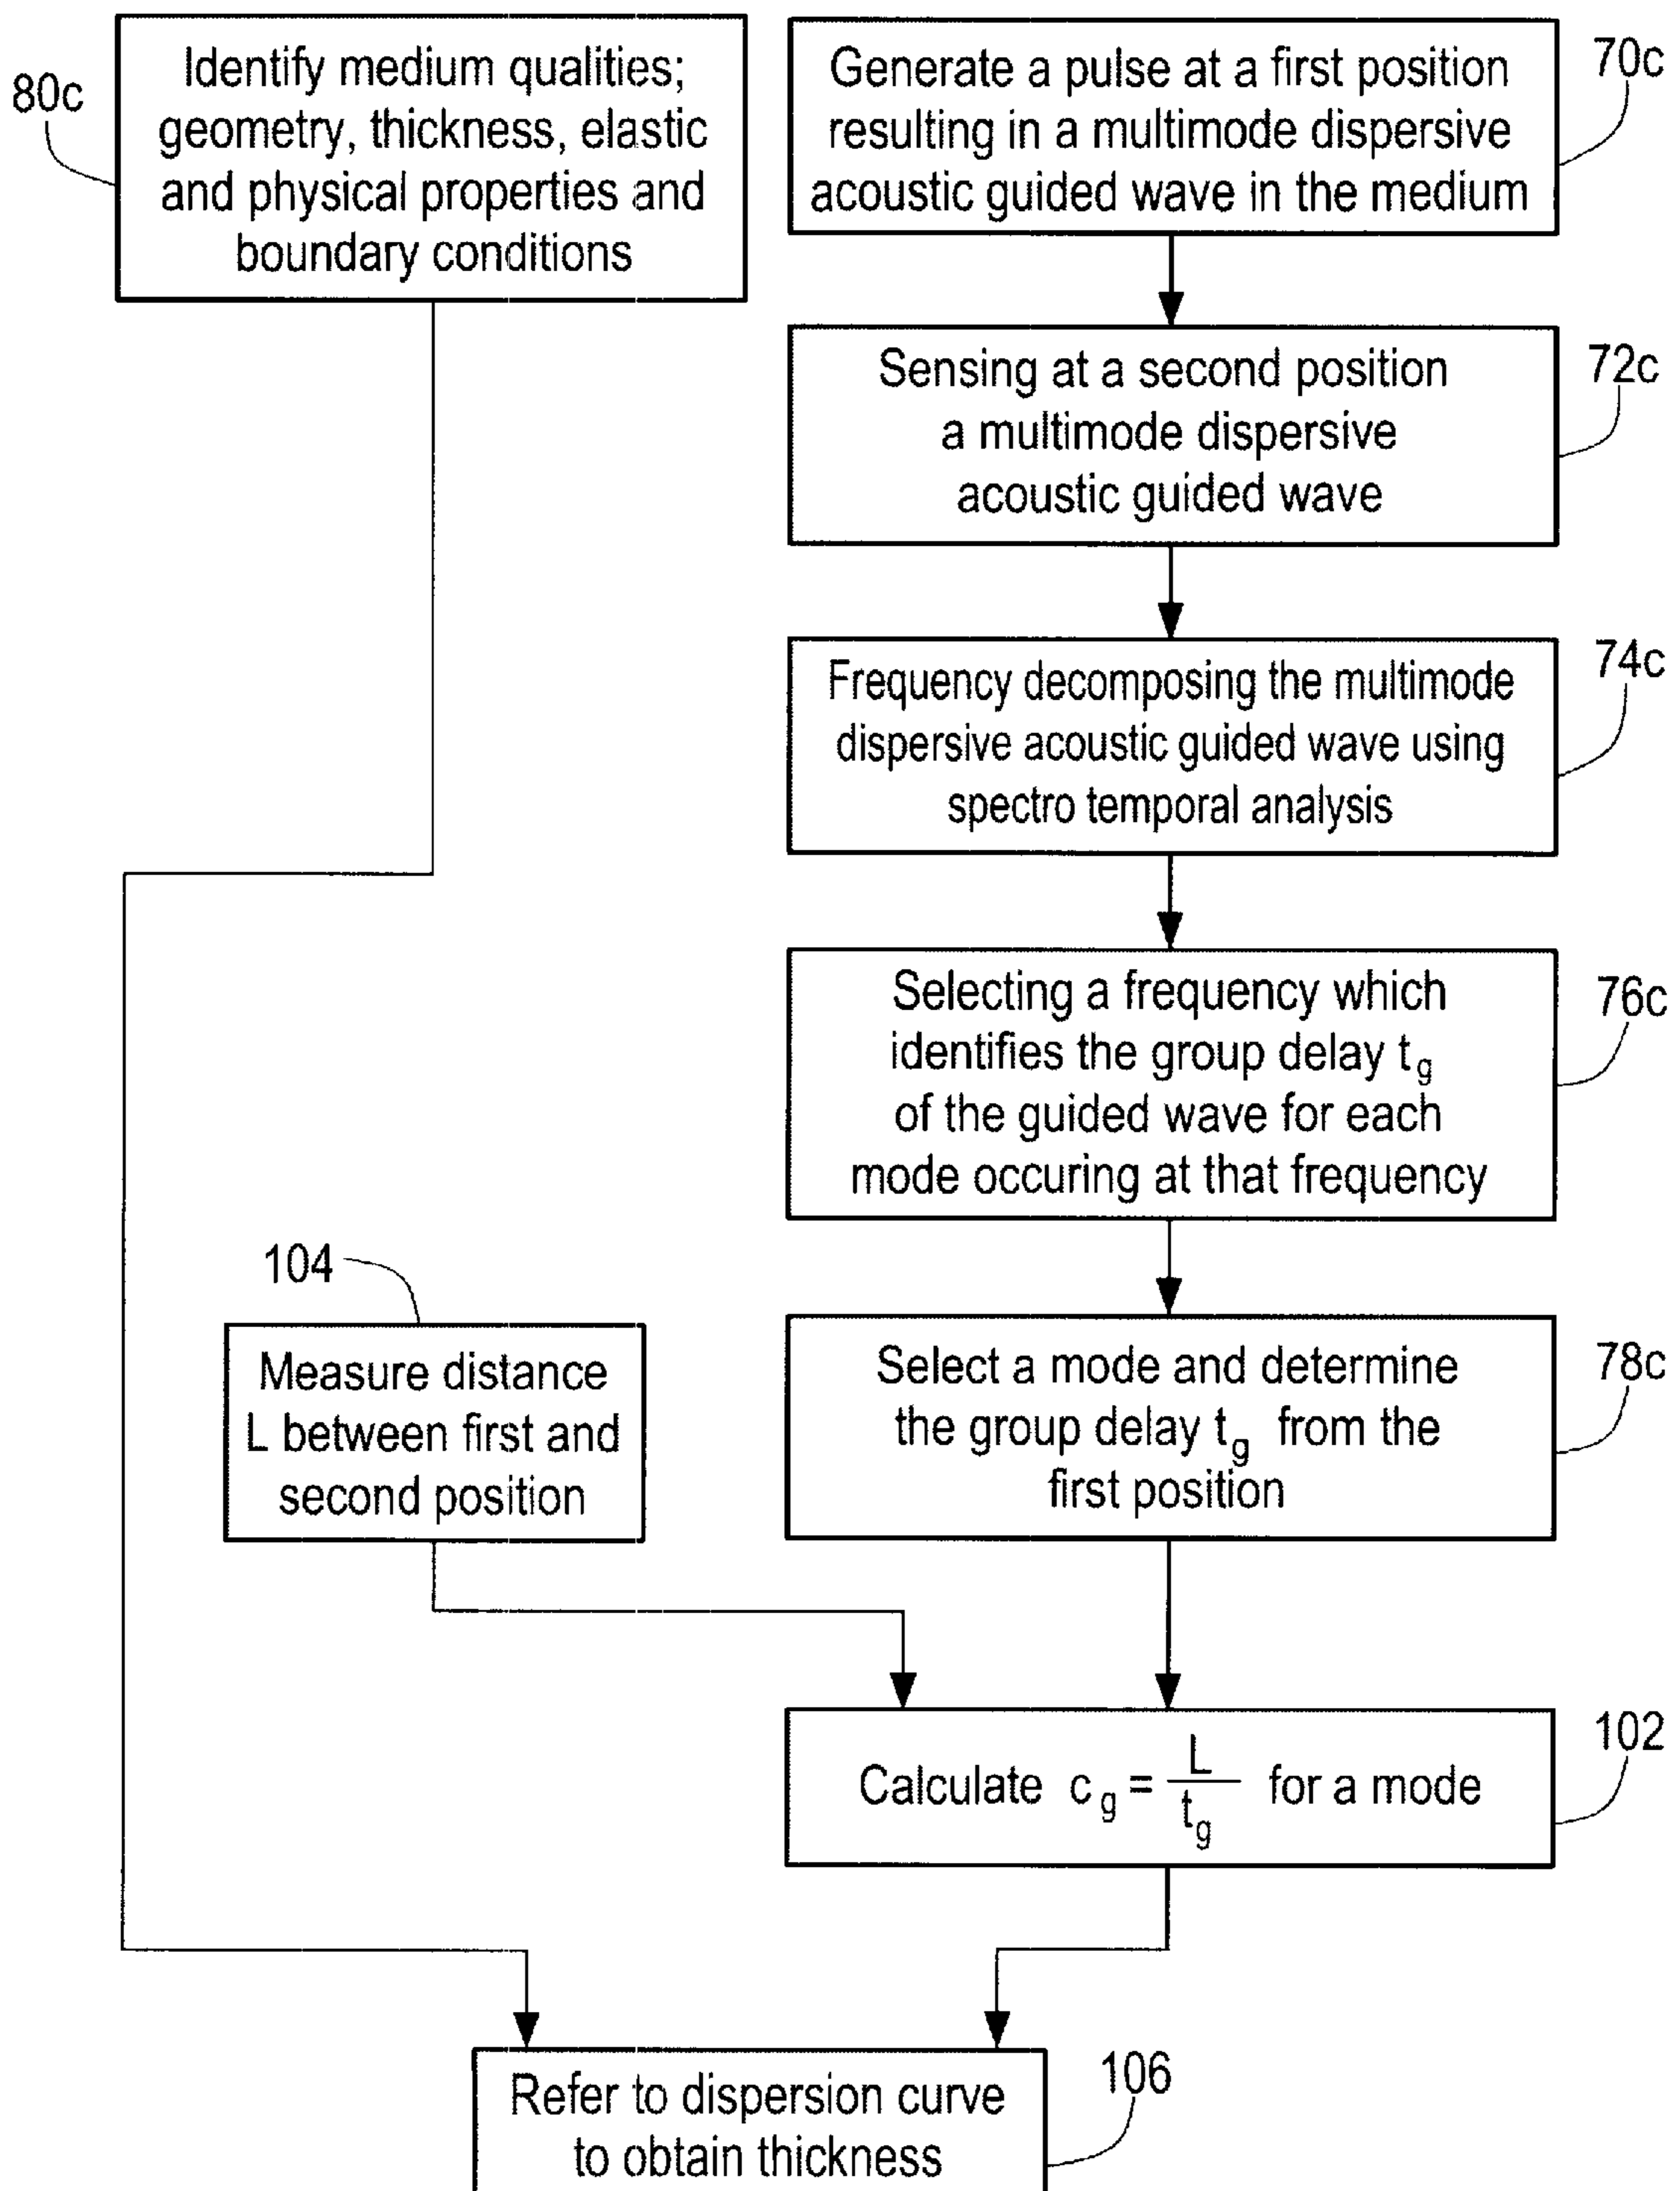 80c
Identify medium qualities;
geometry, thickness, elastic
and physical properties and
boundary conditions
Generate a pulse at a first position
resulting in a multimode dispersive
acoustic guided wave in the medium
70c
Sensing at a second position
a multimode dispersive
acoustic guided wave
72c
Frequency decomposing the multimode
dispersive acoustic guided wave using
spectro temporal analysis
74c
Selecting a frequency which
identifies the group delay t_g
of the guided wave for each
mode occuring at that frequency
76c
104
Measure distance
L between first and
second position
Select a mode and determine
the group delay t_g from the
first position
78c
Calculate c_g = L / t_g for a mode
102
Refer to dispersion curve
to obtain thickness
106